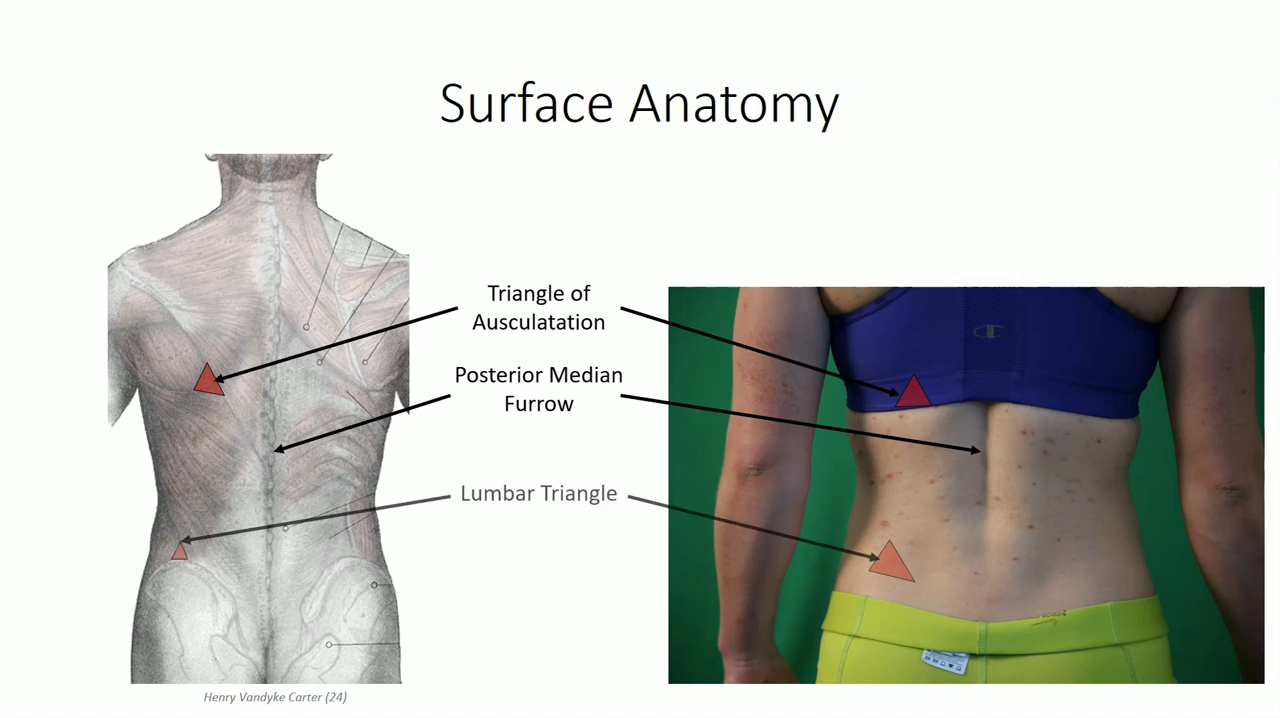 Surface Anatomy
Triangle of
Ausculatation
Posterior Median
Furrow
Lumbar Triangle
Henry Vandyke Carter (24)